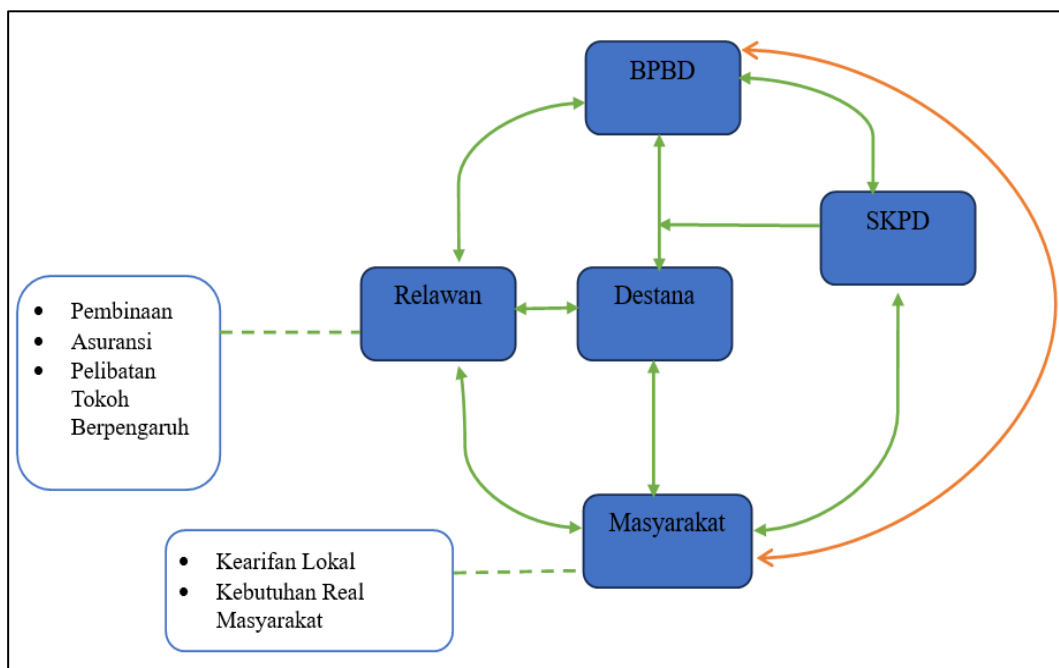 BPBD
SKPD
Relawan
Destana
• Pembinaan
• Asuransi
• Pelibatan
Tokoh
Berpengaruh
Masyarakat
• Kearifan Lokal
• Kebutuhan Real
Masyarakat